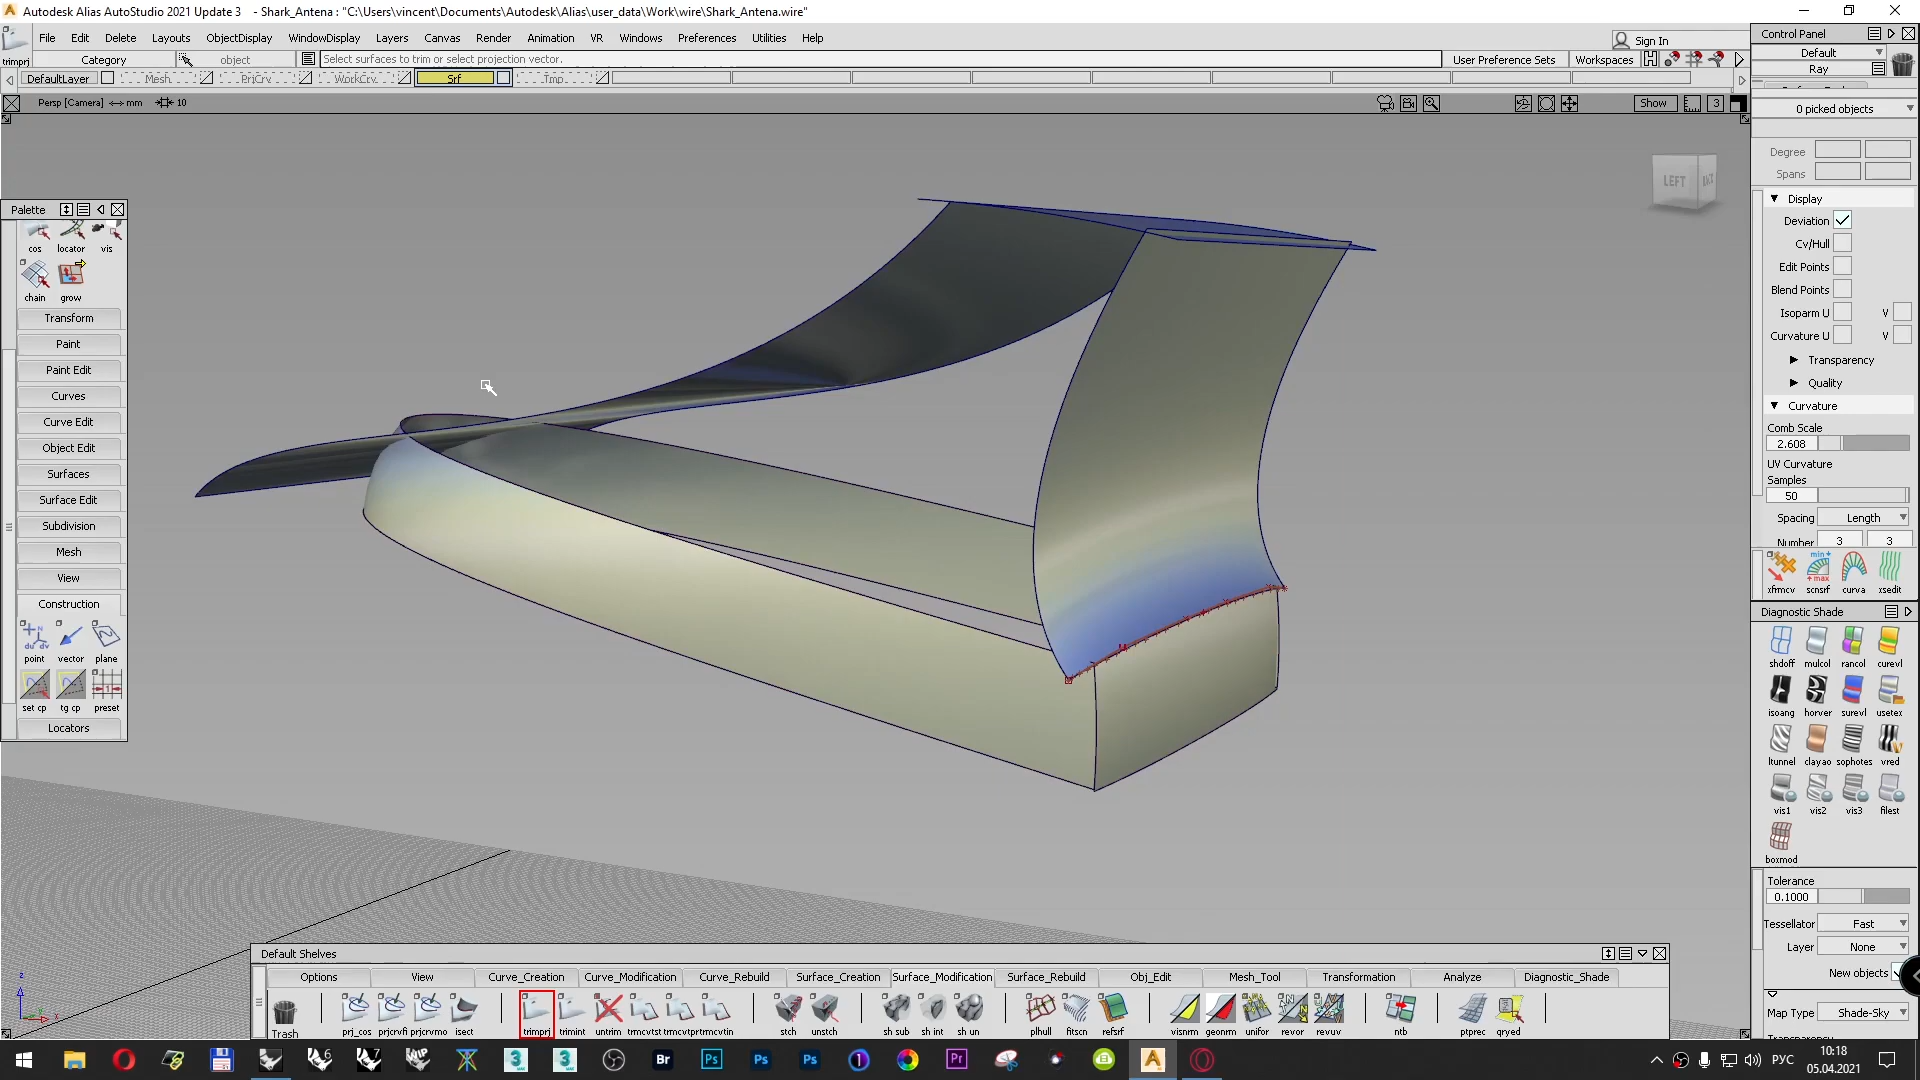 Autodesk Alias AutoStudio 2021 Update 3 - Shark_Antena : "C:\Users\vincent\Documents\Autodesk\Alias\user_data\Work\wire\Shark_Antena.wire"
File Edit Delete Layouts ObjectDisplay WindowDisplay Layers Canvas Render Animation VR Windows Preferences Utilities Help
Sign In
trimprj Category object Select surfaces to trim or select projection vector. User Preference Sets Workspaces
DefaultLayer Mesh PrjCrv WorkCrv Srf Tmp
Persp [Camera] mm 10 Show 3
LEFT
Palette
cos locator vis
chain grow
Transform
Paint
Paint Edit
Curves
Curve Edit
Object Edit
Surfaces
Surface Edit
Subdivision
Mesh
View
Construction
point vector plane
set cp tg cp preset
Locators
Control Panel
Default
Ray
0 picked objects
Degree
Spans
Display
Deviation
Cv/Hull
Edit Points
Blend Points
Isoparm U V
Curvature U V
Transparency
Quality
Curvature
Comb Scale
2.608
UV Curvature
Samples
50
Spacing Length
Number 3 3
xfrmcv scnsrf curva xsedit
Diagnostic Shade
shdoff mulcol rancol curevl
isoang horver surevl usetex
ltunnel clayao sophotes vred
vis1 vis2 vis3 filest
boxmod
Tolerance
0.1000
Tessellator Fast
Layer None
New objects
Map Type Shade-Sky
Default Shelves
Options View Curve_Creation Curve_Modification Curve_Rebuild Surface_Creation Surface_Modification Surface_Rebuild Obj_Edit Mesh_Tool Transformation Analyze Diagnostic_Shade
Trash prj_cos prjcrvfi prjcrvmo isect trimprj trimint untrim trmcvtst trmcvtpr trmcvtin stch unstch sh sub sh int sh un plhull fitscn refsrf visnrm geonrm unifor revor revuv ntb ptprec qryed
z
x
РУС
10:18
05.04.2021